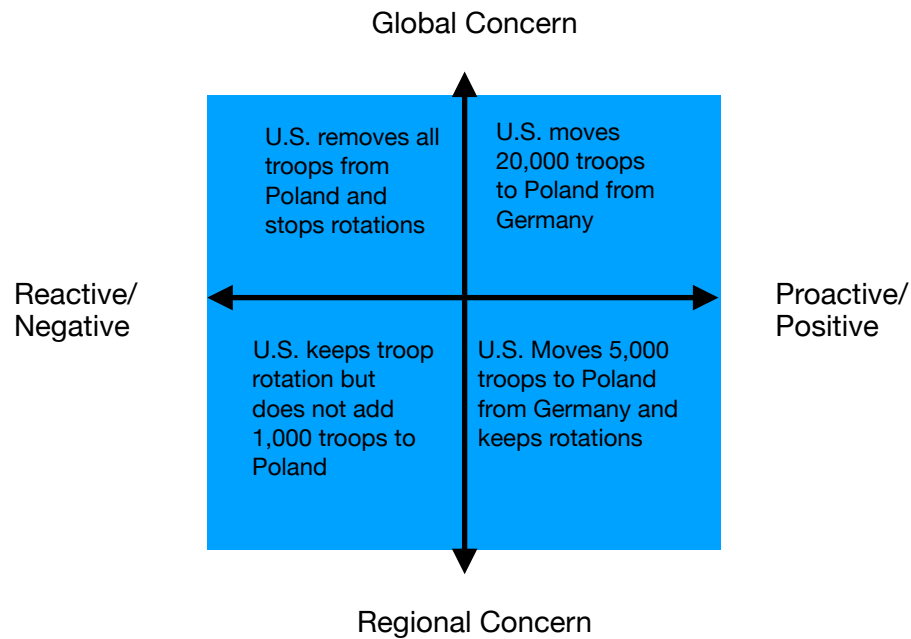 Global Concern
U.S. removes all
troops from
Poland and
stops rotations
U.S. moves
20,000 troops
to Poland from
Germany
Reactive/
Negative
Proactive/
Positive
U.S. keeps troop
rotation but
does not add
1,000 troops to
Poland
U.S. Moves 5,000
troops to Poland
from Germany and
keeps rotations
Regional Concern